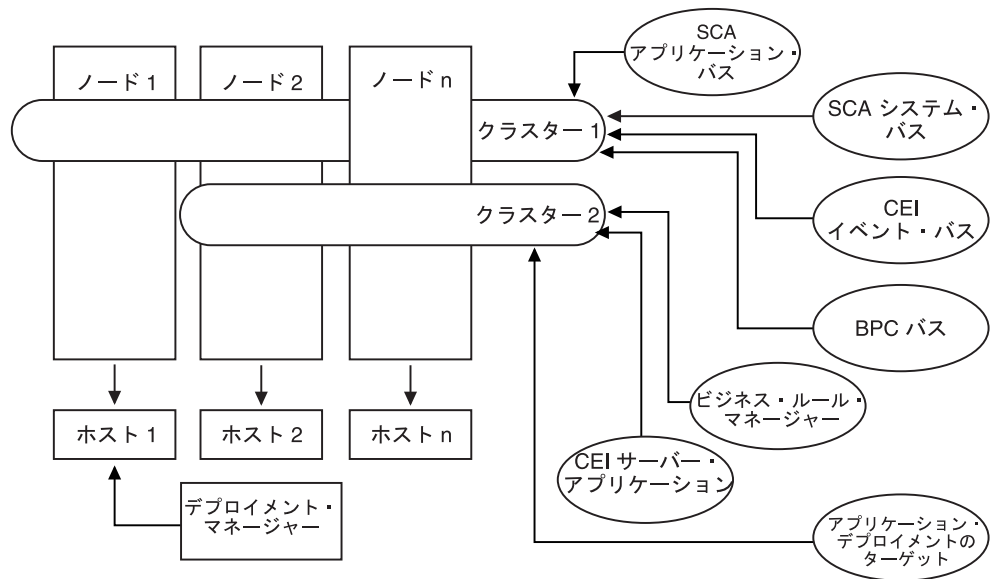 SCA
アプリケーション・
バス
ノード 1
ノード 2
ノード n
SCA システム・
バス
クラスター 1
クラスター 2
CEI
イベント・バス
BPC バス
ビジネス・ルール・
マネージャー
ホスト 1
ホスト 2
ホスト n
CEI サーバー・
アプリケーション
デプロイメント・
マネージャー
アプリケーション・
デプロイメントの
ターゲット